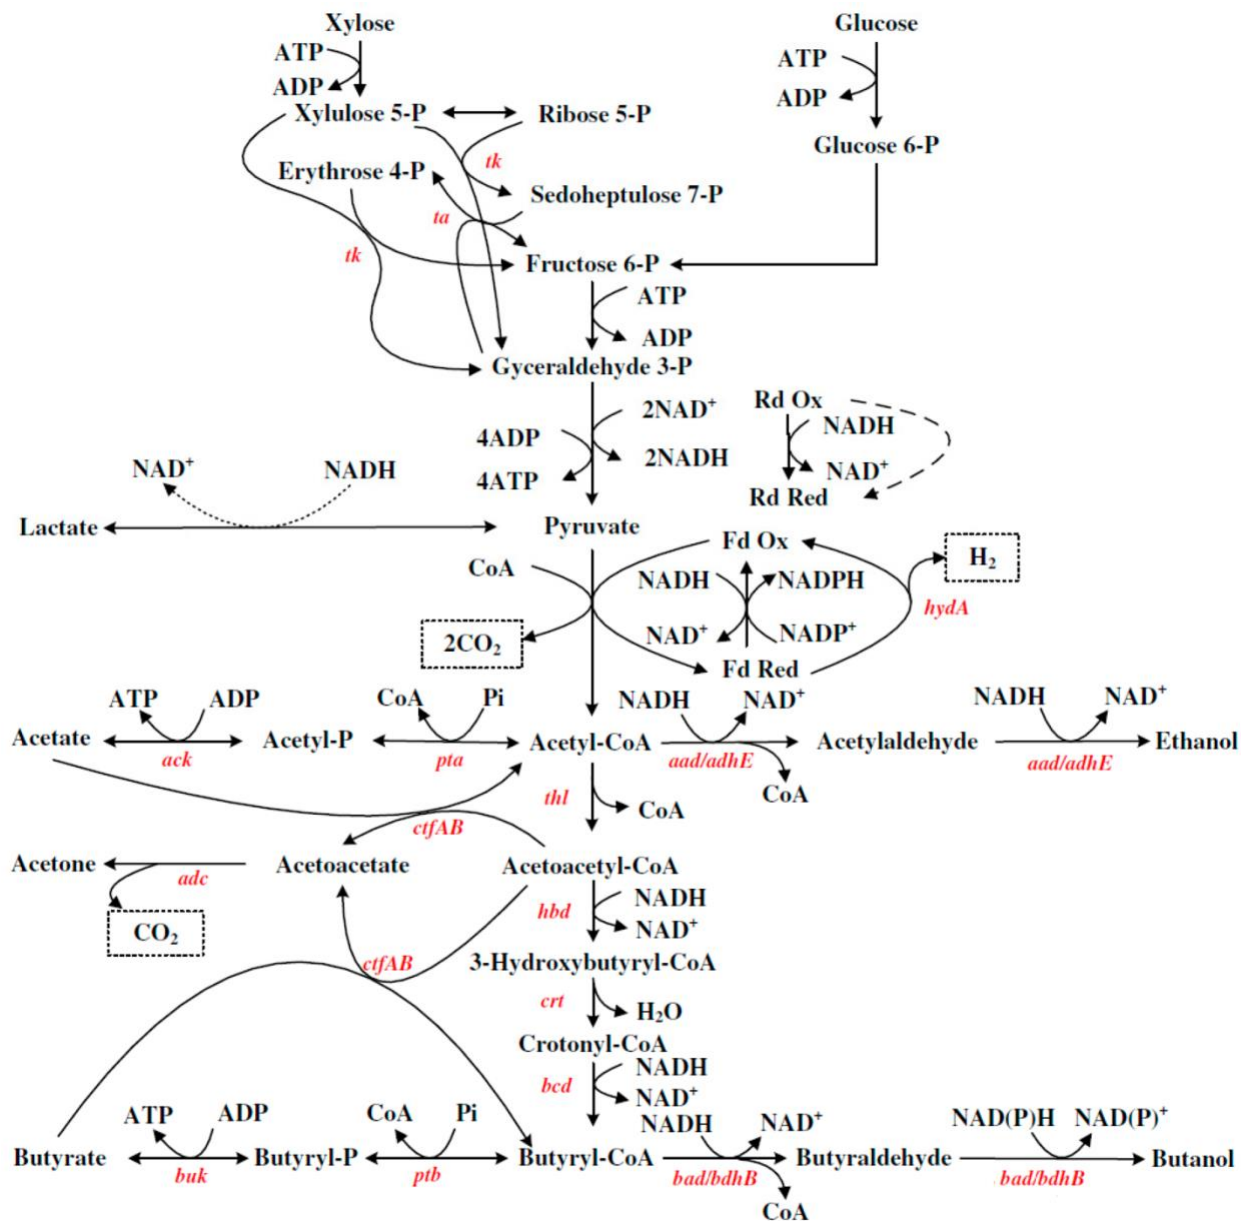 Xylose
Glucose
ATP
ATP
ADP
ADP
Xylulose 5-P
Ribose 5-P
Glucose 6-P
tk
Erythrose 4-P
Sedoheptulose 7-P
ta
tk
Fructose 6-P
ATP
ADP
Gyceraldehyde 3-P
Rd Ox
2NAD⁺
NADH
4ADP
2NADH
NAD⁺
4ATP
Rd Red
NAD⁺
NADH
Lactate
Pyruvate
Fd Ox
H₂
CoA
NADH
NADPH
hydA
2CO₂
NAD⁺
NADP⁺
Fd Red
ATP
ADP
CoA
Pi
NADH
NAD⁺
NADH
NAD⁺
Acetate
Acetyl-P
Acetyl-CoA
Acetylaldehyde
Ethanol
ack
pta
aad/adhE
aad/adhE
CoA
thl
CoA
ctfAB
Acetone
Acetoacetate
Acetoacetyl-CoA
adc
NADH
hbd
CO₂
NAD⁺
ctfAB
3-Hydroxybutyryl-CoA
crt
H₂O
Crotonyl-CoA
NADH
bcd
NAD⁺
ATP
ADP
CoA
Pi
NADH
NAD⁺
NAD(P)H
NAD(P)⁺
Butyrate
Butyryl-P
Butyryl-CoA
Butyraldehyde
Butanol
buk
ptb
bad/bdhB
bad/bdhB
CoA